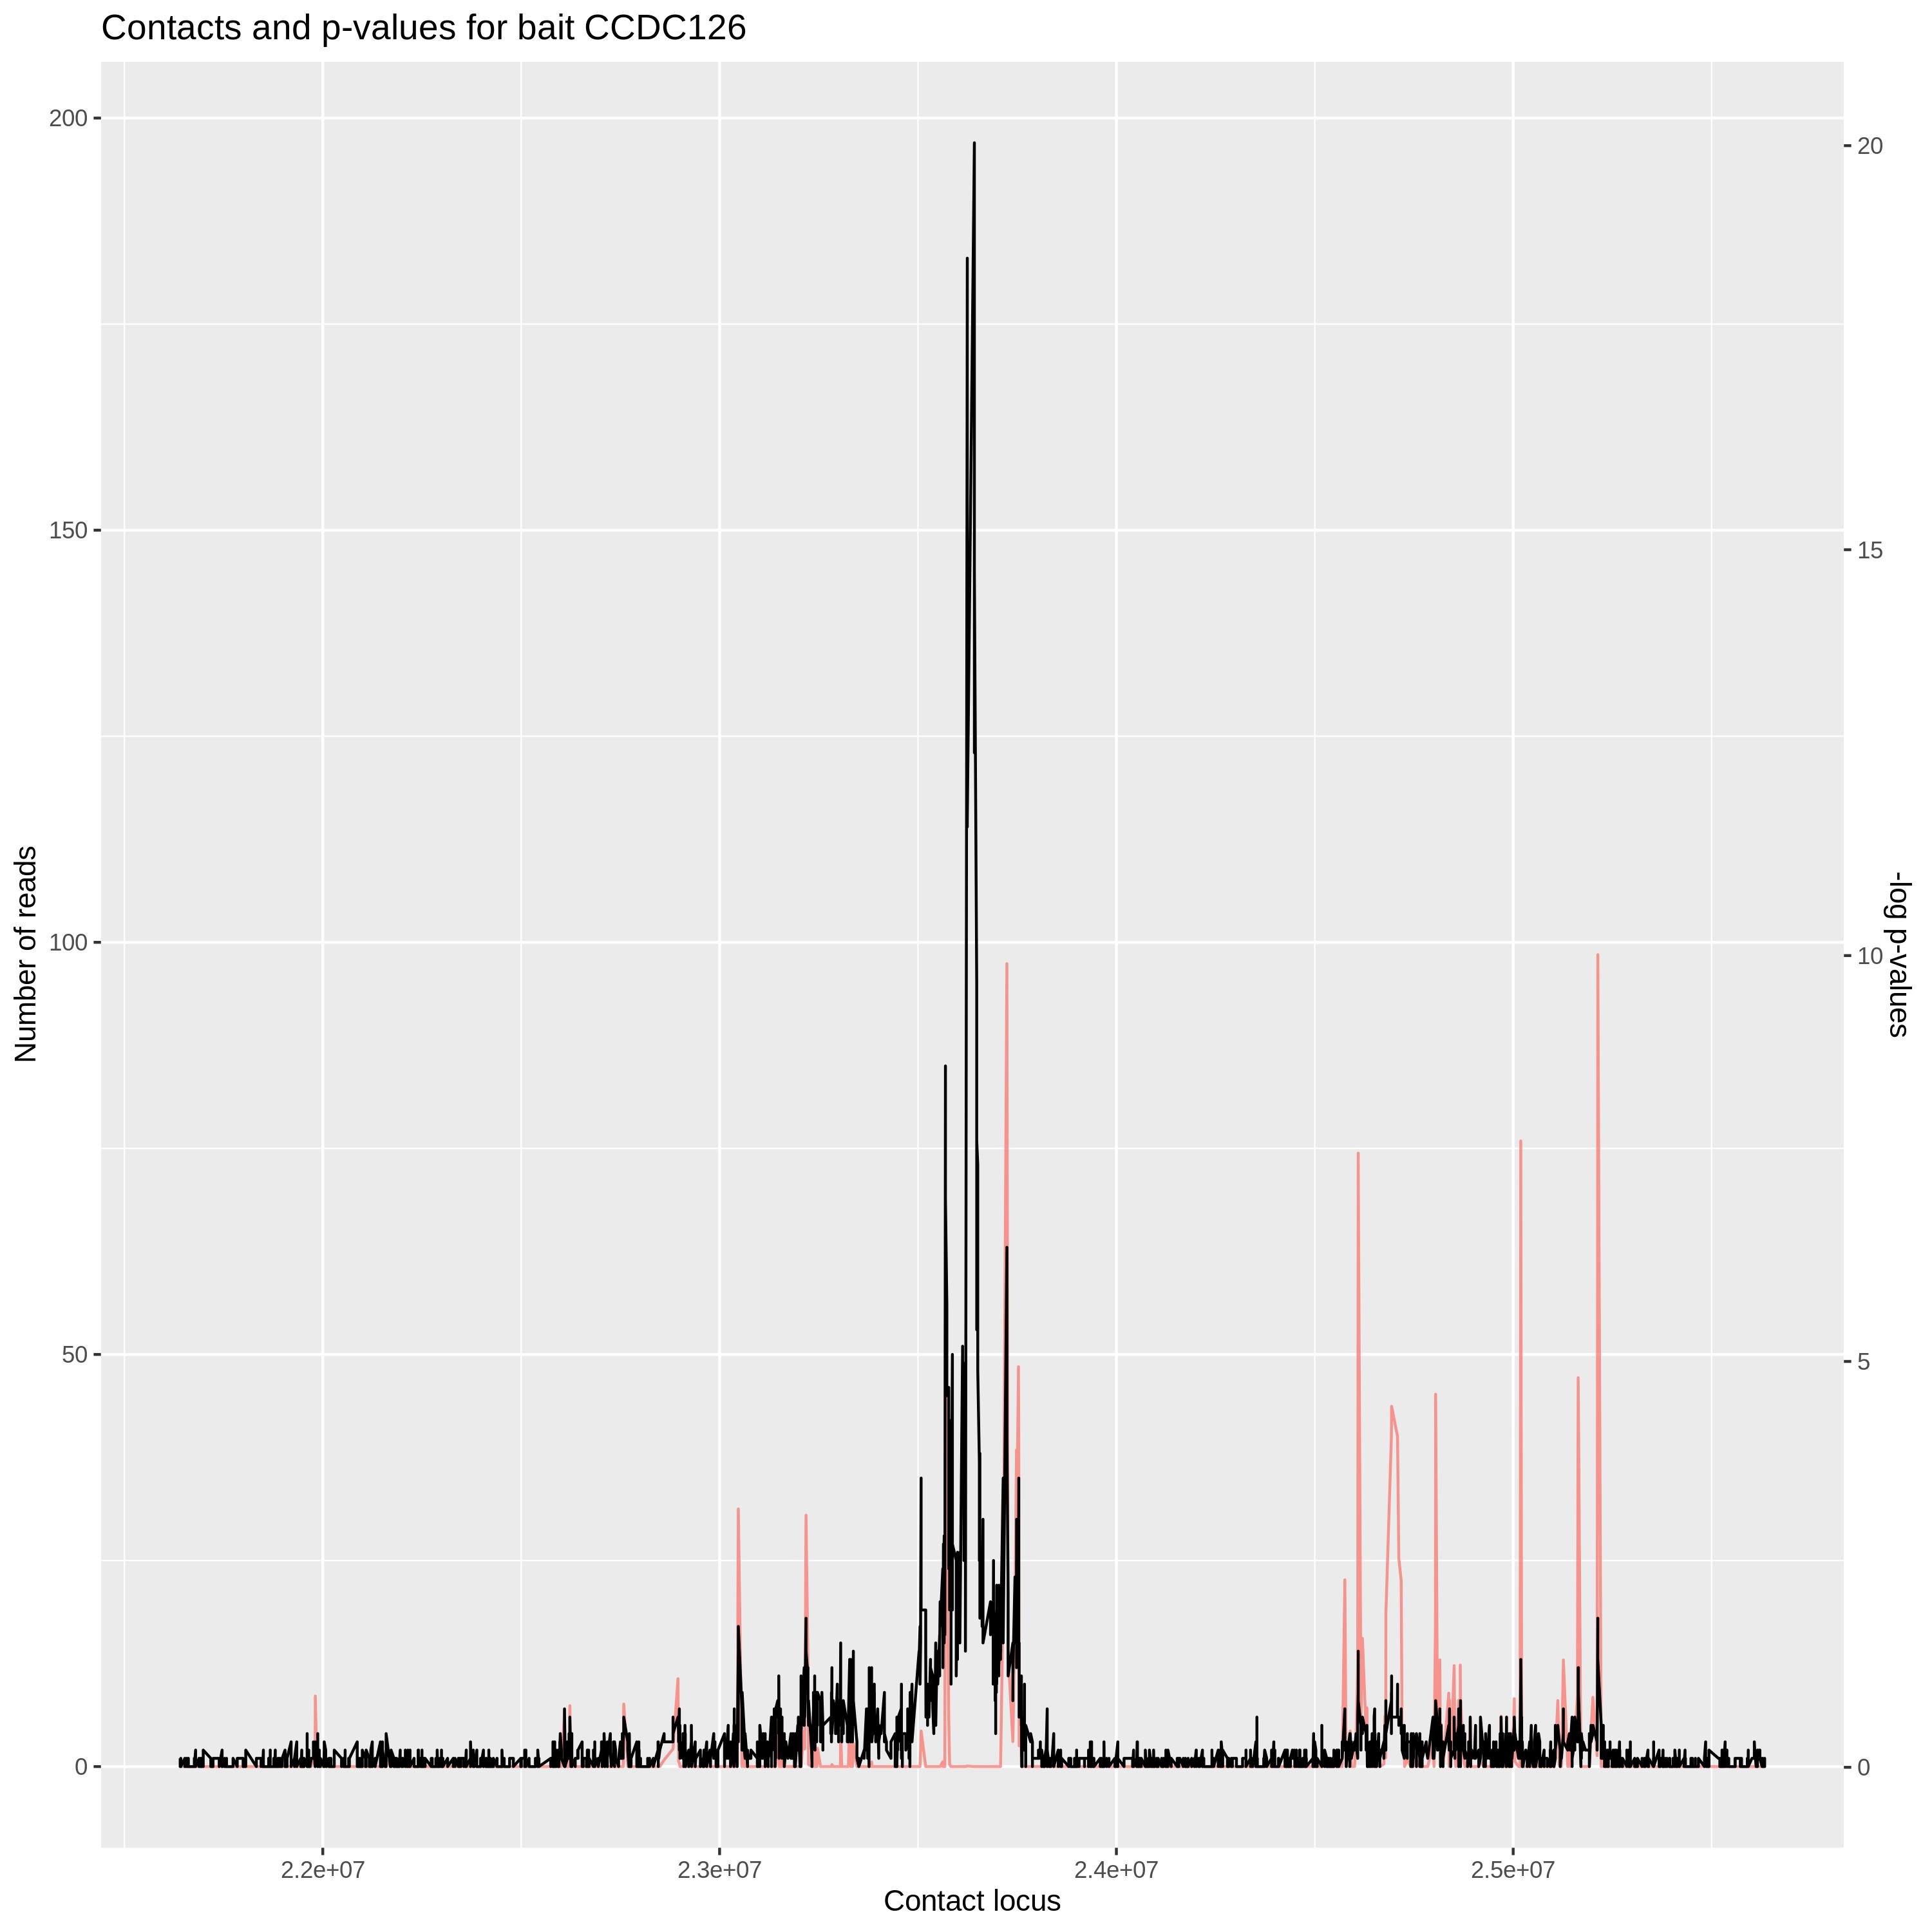 Contacts and p-values for bait CCDC126
200
150
100
50
0
Number of reads
20
15
10
5
0
-log p-values
2.2e+07 2.3e+07 2.4e+07 2.5e+07
Contact locus